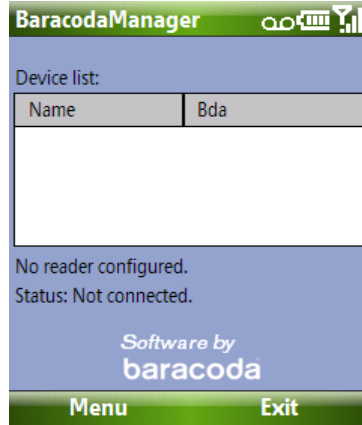 BaracodaManager
Device list:
Name Bda
No reader configured.
Status: Not connected.
Software by
baracoda
Menu Exit